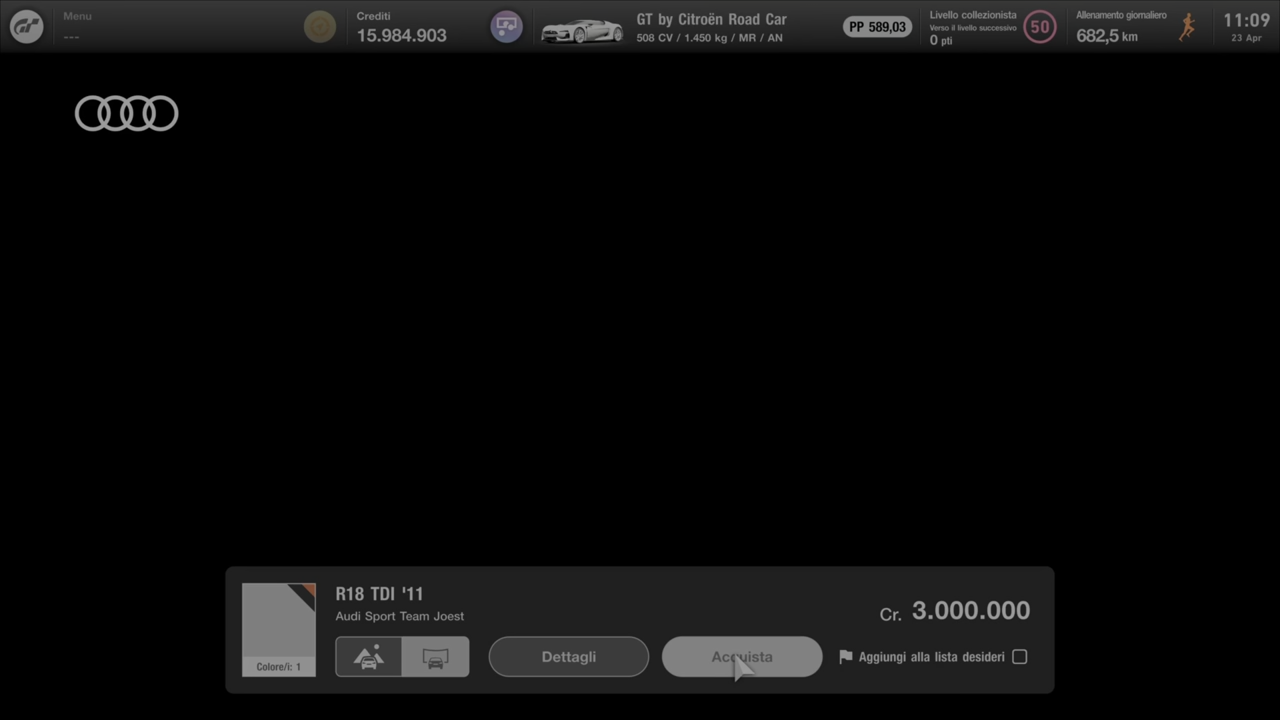 Menu
---
Crediti
15.984.903
GT by Citroën Road Car
508 CV / 1.450 kg / MR / AN
PP 589,03
Livello collezionista
Verso il livello successivo
0 pti
50
Allenamento giornaliero
682,5 km
11:09
23 Apr
R18 TDI '11
Audi Sport Team Joest
Colore/i: 1
Dettagli
Acquista
Cr. 3.000.000
Aggiungi alla lista desideri